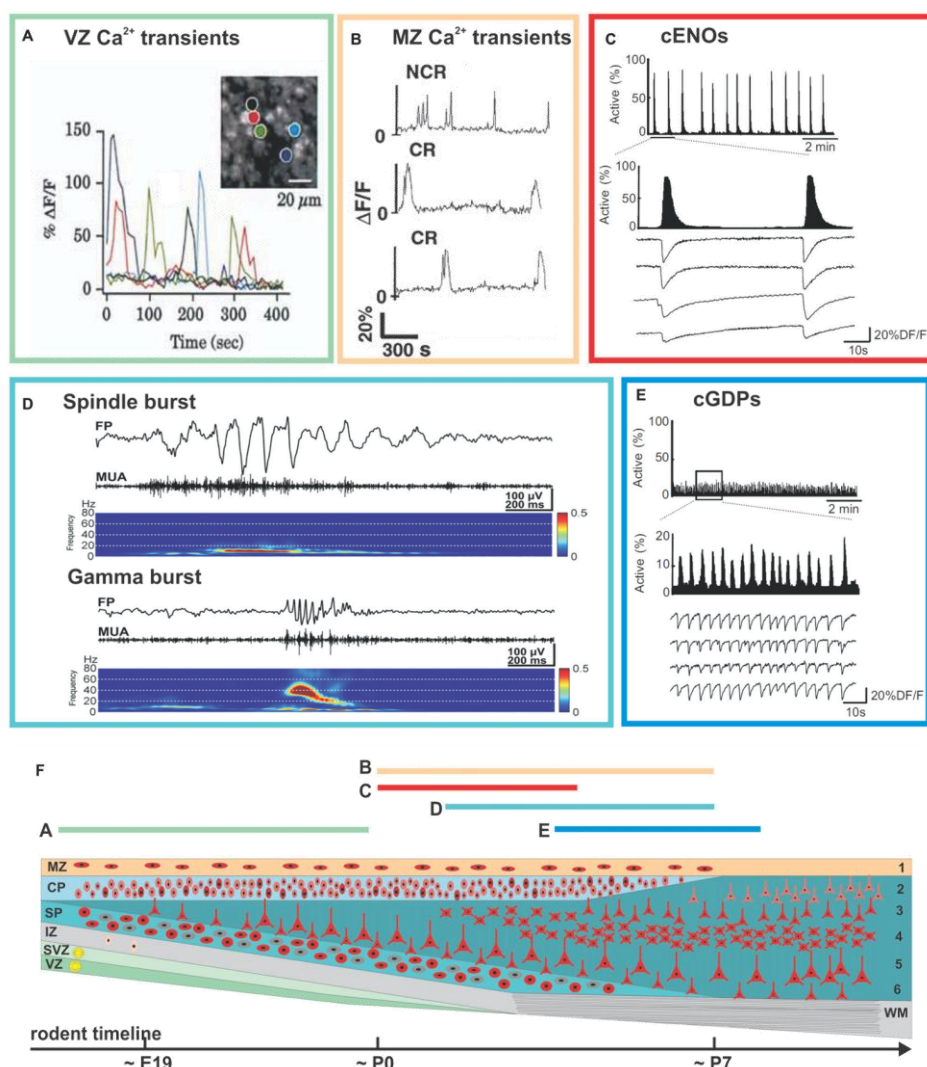 A VZ Ca²⁺ transients
% ΔF/F
150
100
50
0
0 100 200 300 400
Time (sec)
20 µm
B MZ Ca²⁺ transients
NCR
0
CR
0
CR
0
ΔF/F
20%
300 s
C cENOs
Active (%)
100
50
0
2 min
Active (%)
100
50
0
20%DF/F
10s
D Spindle burst
FP
MUA
100 µV
200 ms
Hz
Frequency
80
60
40
20
0
0.5
0
Gamma burst
FP
MUA
100 µV
200 ms
Hz
Frequency
80
60
40
20
0
0.5
0
E cGDPs
Active (%)
100
50
0
2 min
Active (%)
20
10
0
20%DF/F
10s
F
B
C
D
A
E
MZ 1
CP 2
SP 3
IZ 4
SVZ 5
VZ 6
WM
rodent timeline
~ E19 ~ P0 ~ P7